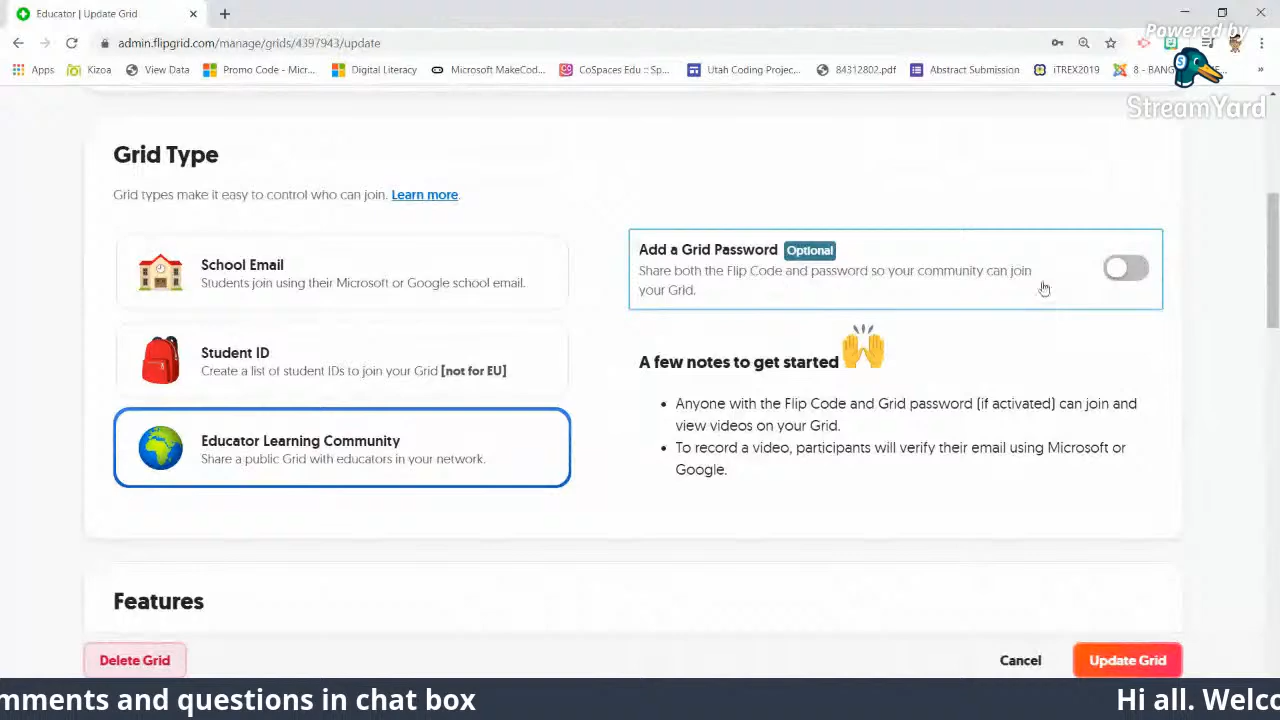 Educator | Update Grid
admin.flipgrid.com/manage/grids/4397943/update
Powered by
Apps
Kizoa
View Data
Promo Code - Migr...
Digital Literacy
Microsoft MakeCod...
CoSpaces Edu :: Sp...
Utah Coding Projec...
84312802.pdf
Abstract Submission
iTREX2019
StreamYard
Grid Type
Grid types make it easy to control who can join. Learn more.
School Email
Students join using their Microsoft or Google school email.
Student ID
Create a list of student IDs to join your Grid [not for EU]
Educator Learning Community
Share a public Grid with educators in your network.
Add a Grid Password Optional
Share both the Flip Code and password so your community can join
your Grid.
A few notes to get started
Anyone with the Flip Code and Grid password (if activated) can join and
view videos on your Grid.
To record a video, participants will verify their email using Microsoft or
Google.
Features
Delete Grid
Cancel
Update Grid
mments and questions in chat box
Hi all. Welco